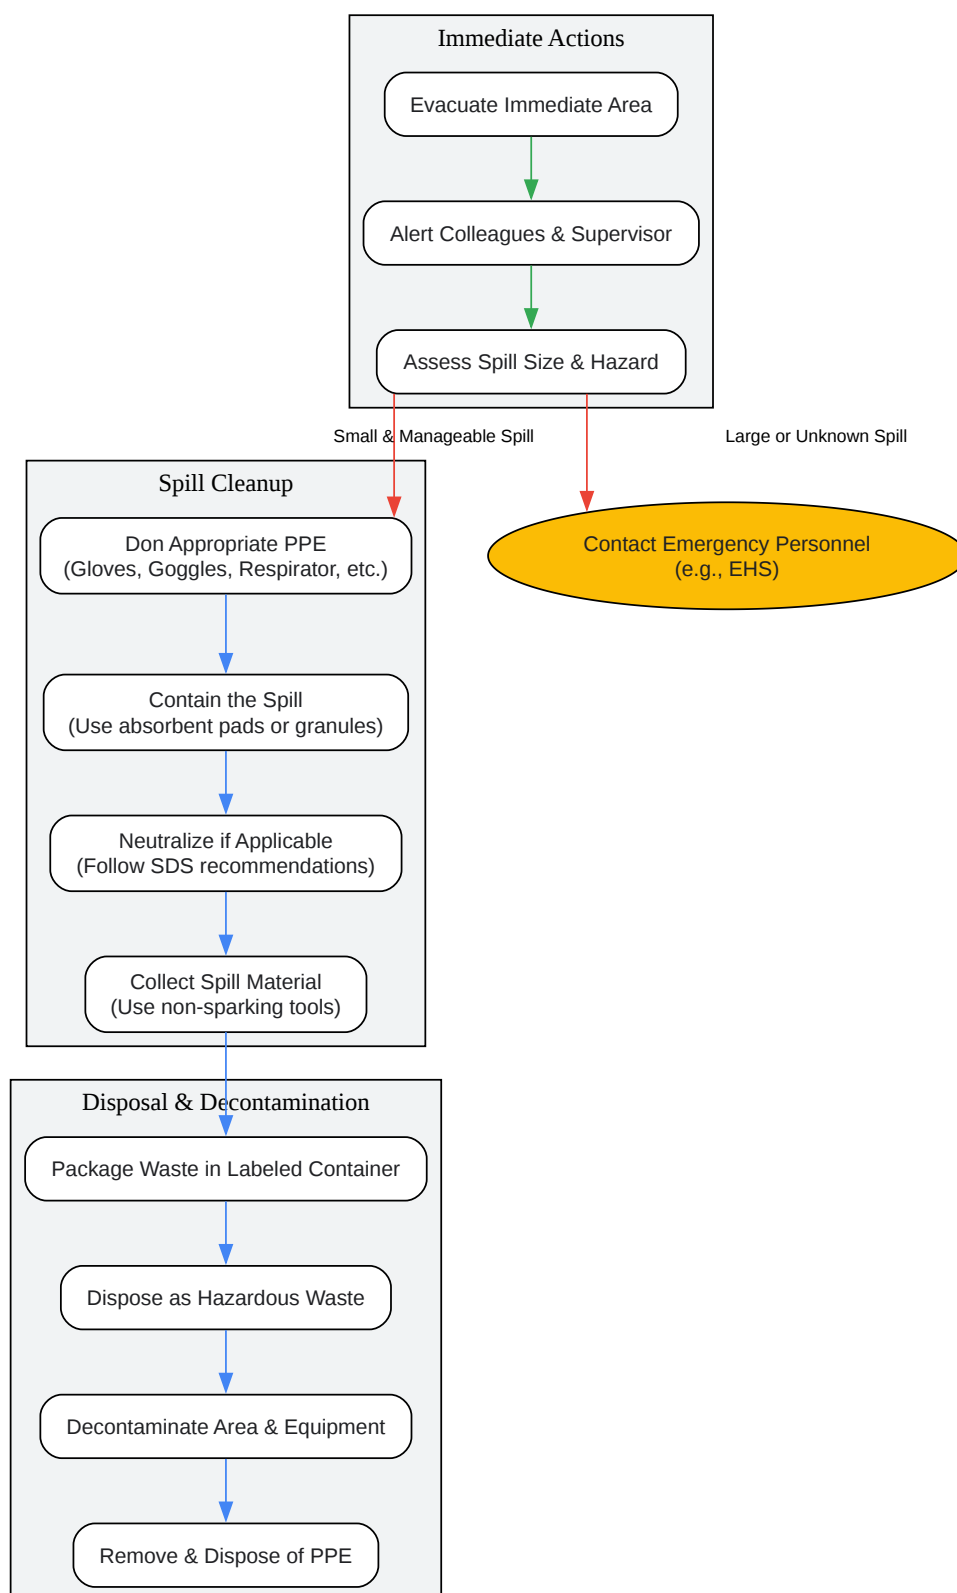 Immediate Actions
Evacuate Immediate Area
Alert Colleagues & Supervisor
Assess Spill Size & Hazard
Small & Manageable Spill
Large or Unknown Spill
Spill Cleanup
Don Appropriate PPE
(Gloves, Goggles, Respirator, etc.)
Contact Emergency Personnel
(e.g., EHS)
Contain the Spill
(Use absorbent pads or granules)
Neutralize if Applicable
(Follow SDS recommendations)
Collect Spill Material
(Use non-sparking tools)
Disposal & Decontamination
Package Waste in Labeled Container
Dispose as Hazardous Waste
Decontaminate Area & Equipment
Remove & Dispose of PPE